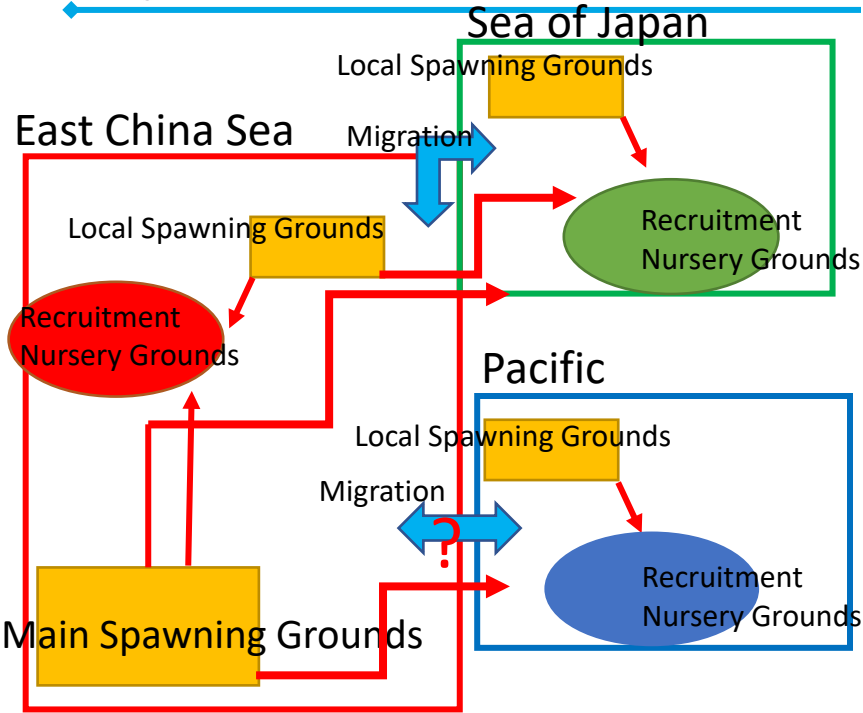 Sea of Japan
Local Spawning Grounds
East China Sea
Migration
Local Spawning Grounds
Recruitment
Nursery Grounds
Recruitment
Nursery Grounds
Pacific
Local Spawning Grounds
Migration
?
Recruitment
Nursery Grounds
Main Spawning Grounds